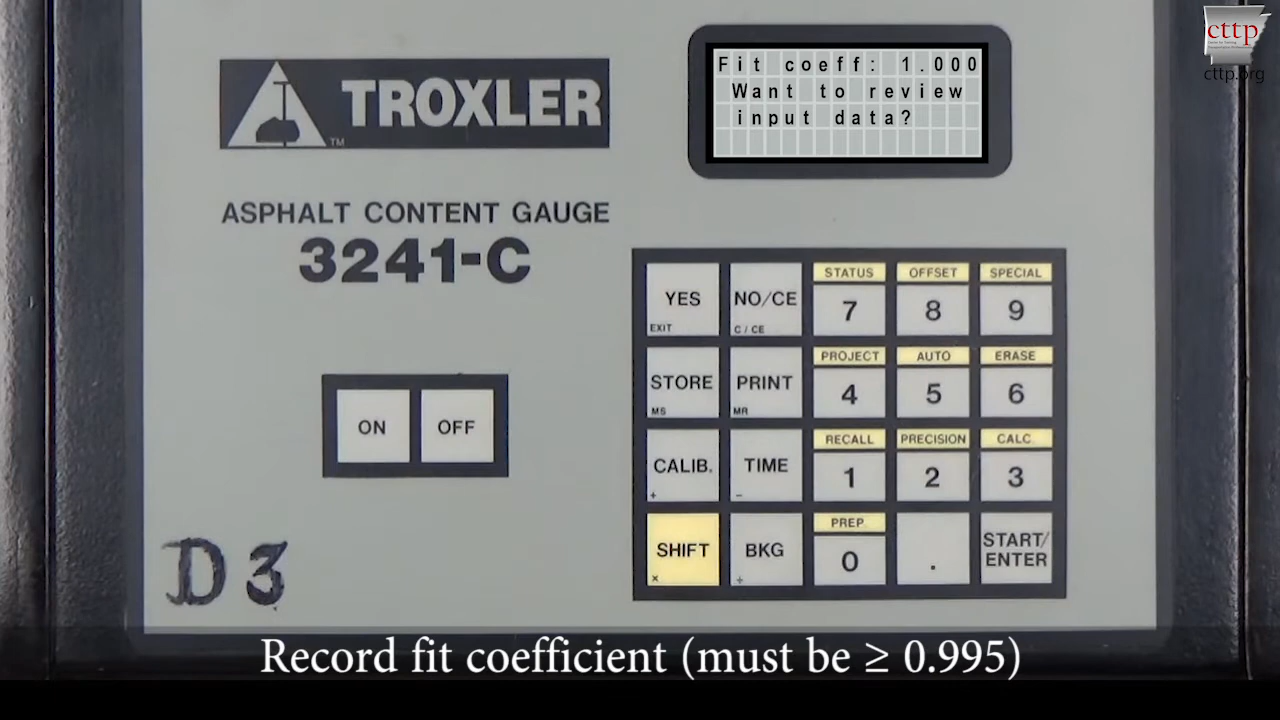 cttp
cttp.org
TROXLER
TM
ASPHALT CONTENT GAUGE
3241-C
Fit coeff: 1.000
Want to review
input data?
ON OFF
YES
EXIT
NO/CE
C / CE
STATUS
7
OFFSET
8
SPECIAL
9
STORE
MS
PRINT
MR
PROJECT
4
AUTO
5
ERASE
6
CALIB.
+
TIME
–
RECALL
1
PRECISION
2
CALC.
3
SHIFT
×
BKG
÷
PREP.
0
.
START/
ENTER
D3
Record fit coefficient (must be ≥ 0.995)